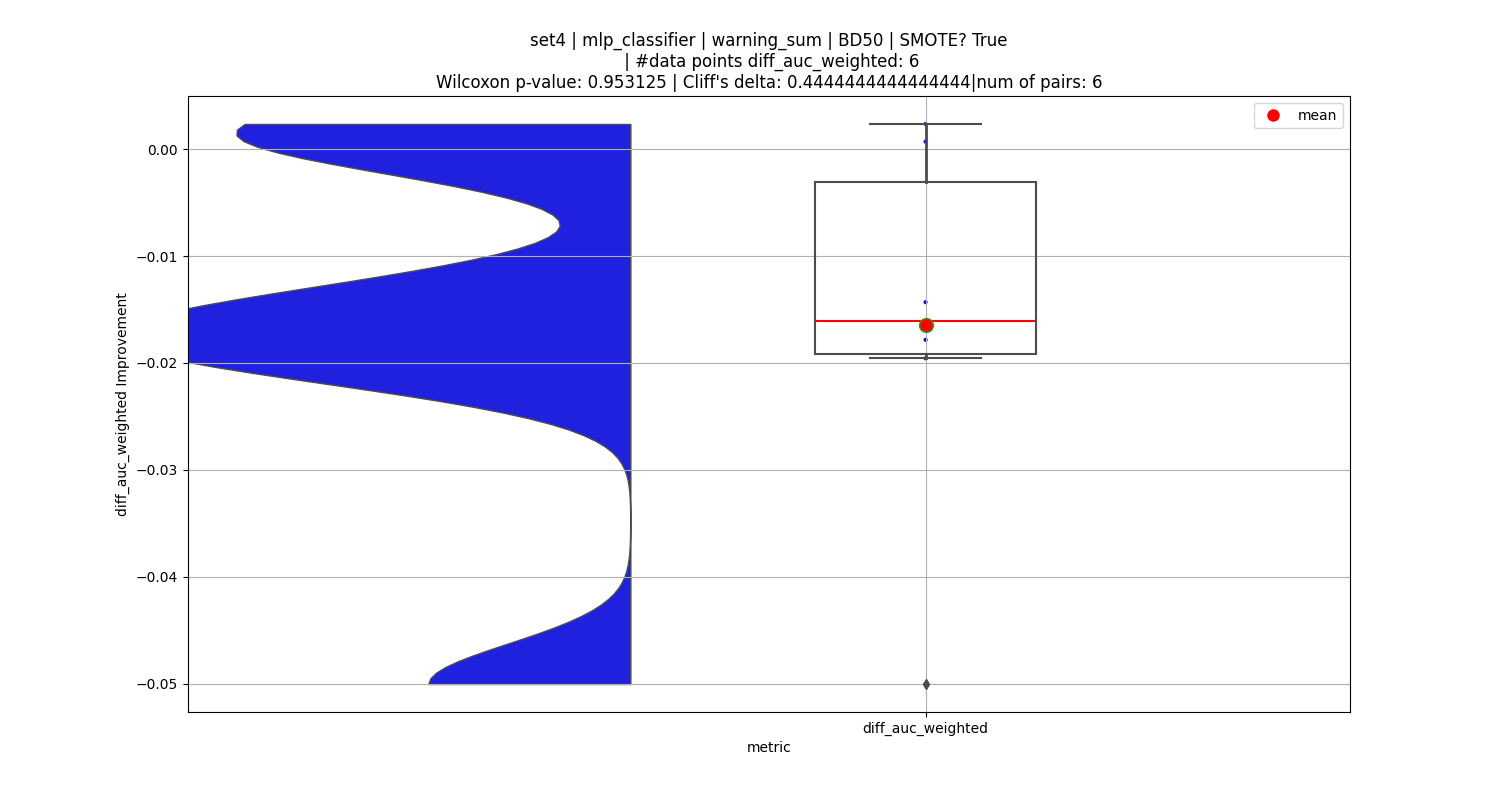 set4 | mlp_classifier | warning_sum | BD50 | SMOTE? True
| #data points diff_auc_weighted: 6
Wilcoxon p-value: 0.953125 | Cliff's delta: 0.4444444444444444|num of pairs: 6
mean
0.00
−0.01
−0.02
−0.03
−0.04
−0.05
diff_auc_weighted Improvement
diff_auc_weighted
metric